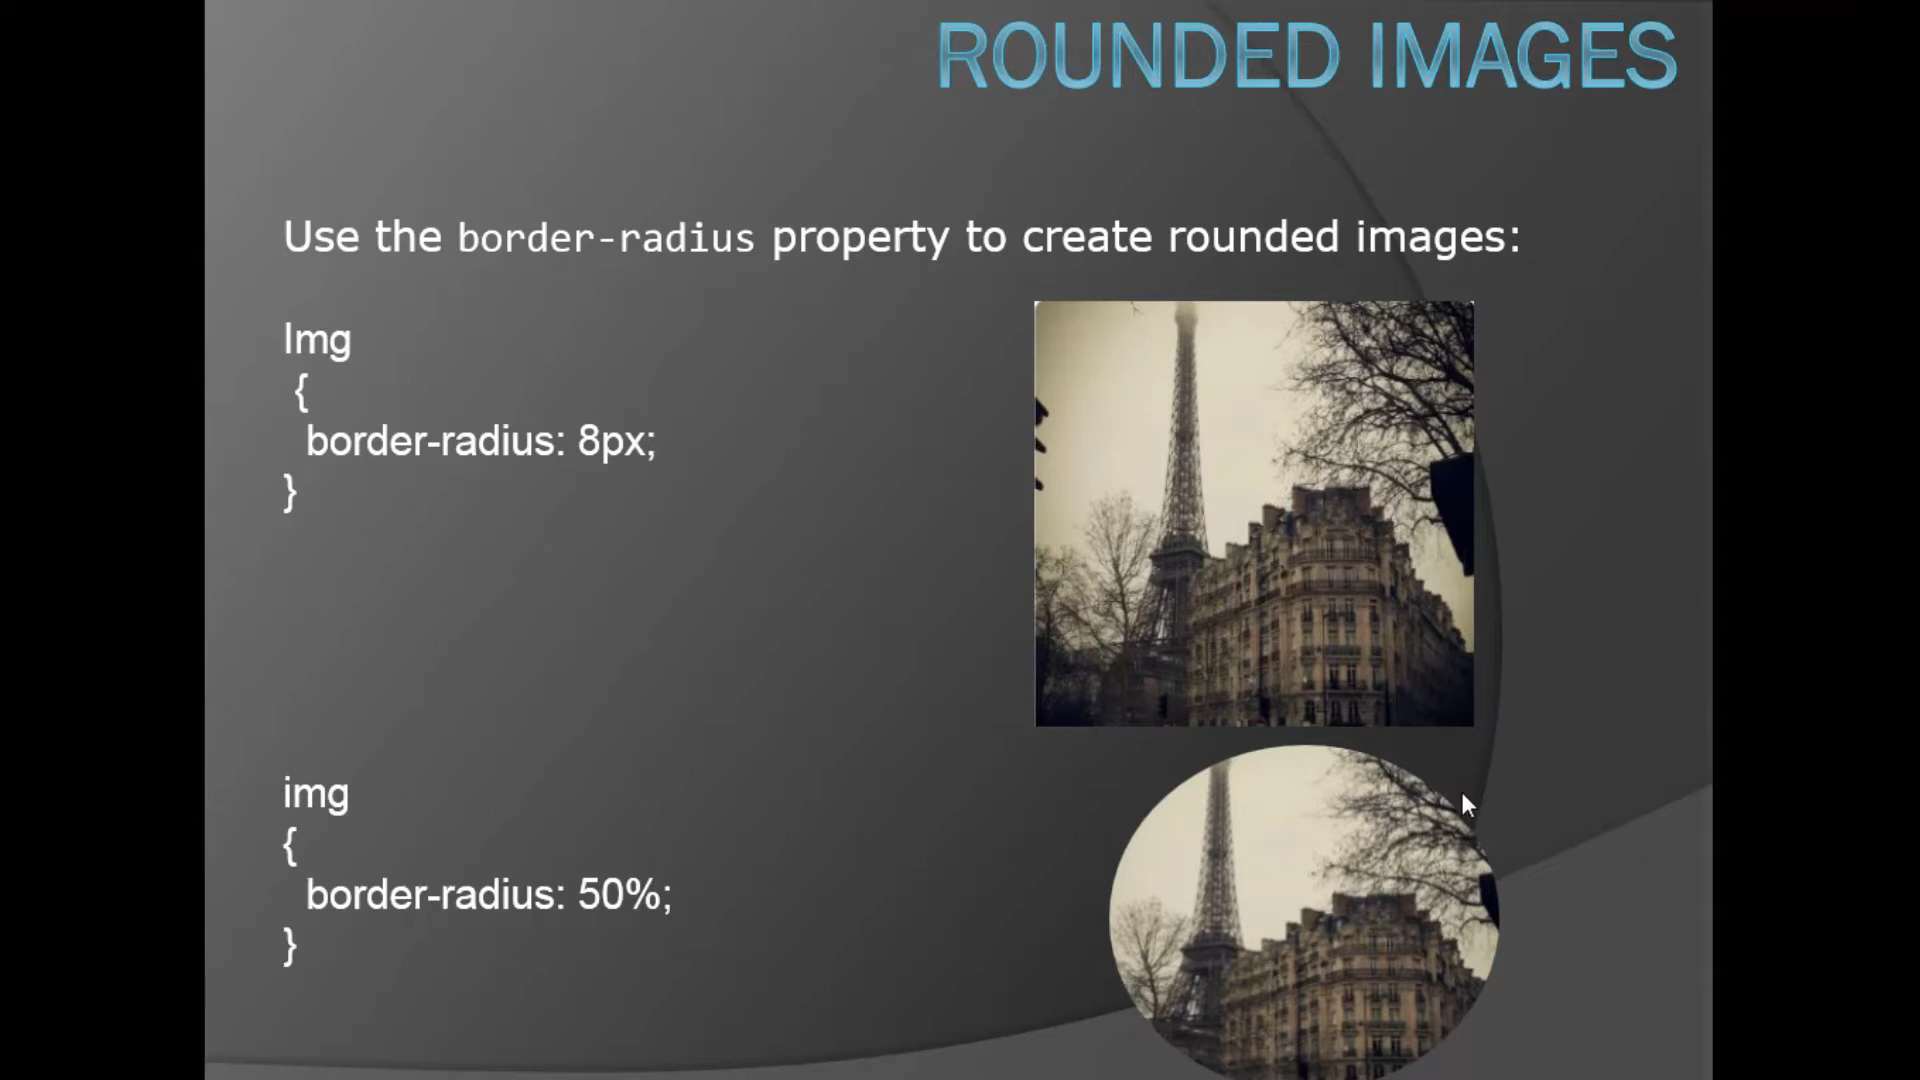 ROUNDED IMAGES
Use the border-radius property to create rounded images:
Img
{
border-radius: 8px;
}
img
{
border-radius: 50%;
}